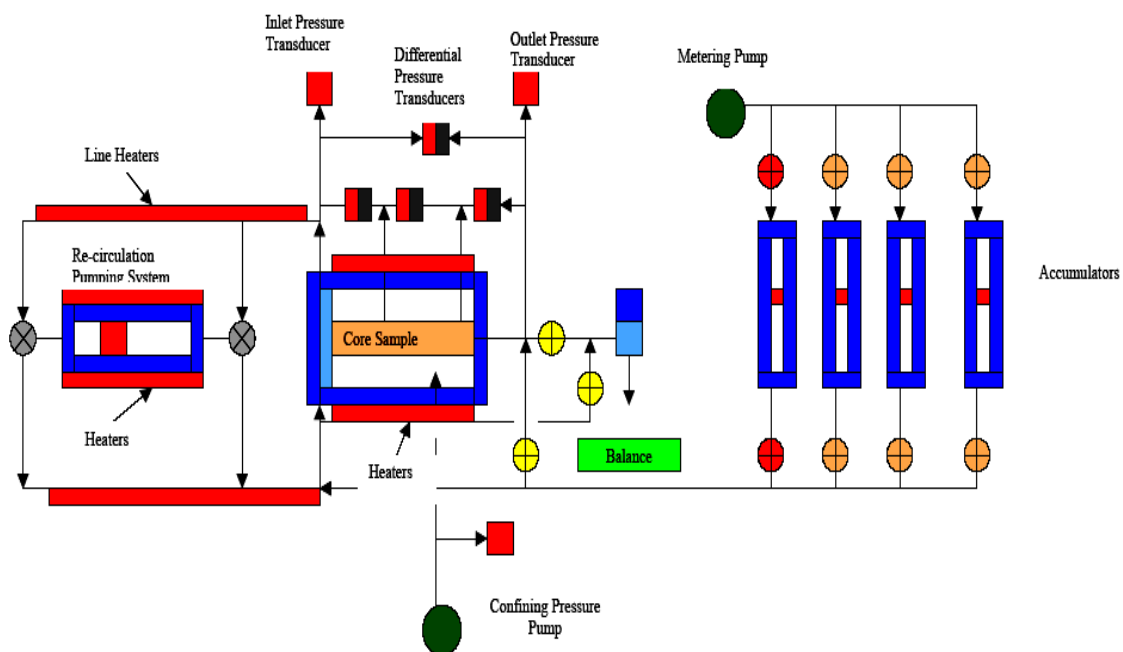 Inlet Pressure
Transducer
Differential
Pressure
Transducers
Outlet Pressure
Transducer
Metering Pump
Line Heaters
Re-circulation
Pumping System
Accumulators
Core Sample
Heaters
Heaters
Balance
Confining Pressure
Pump